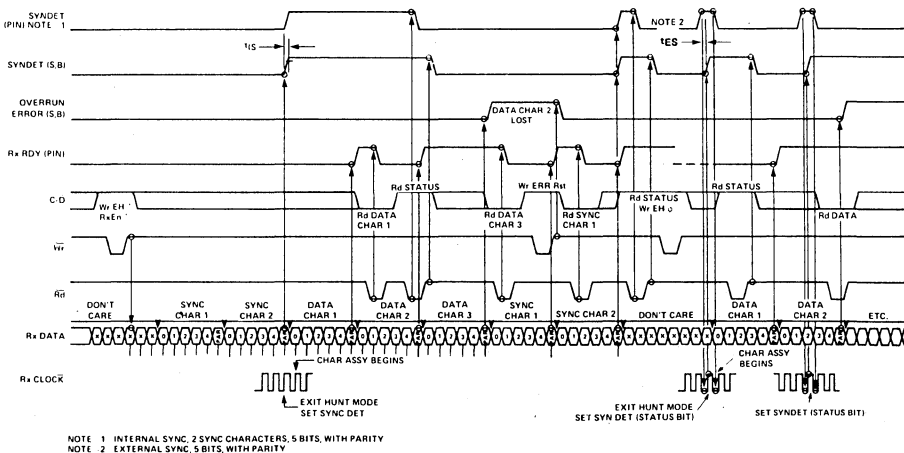 SYNDET
(PIN) NOTE 1
NOTE 2
tIS
tES
SYNDET (S,B)
OVERRUN
ERROR (S,B)
DATA CHAR 2
LOST
Rx RDY (PIN)
Rd STATUS
Wr ERR Rst
Rd STATUS
C·D
Wr EH
RxEn
Rd DATA
CHAR 1
Rd DATA
CHAR 3
Rd SYNC
CHAR 1
Rd STATUS
Wr EH
Rd DATA
Wr
Rd
DON'T
CARE
SYNC
CHAR 1
SYNC
CHAR 2
DATA
CHAR 1
DATA
CHAR 2
DATA
CHAR 3
SYNC
CHAR 1
SYNC CHAR 2
DON'T CARE
DATA
CHAR 1
DATA
CHAR 2
ETC.
Rx DATA
CHAR ASSY BEGINS
CHAR ASSY
BEGINS
Rx CLOCK
EXIT HUNT MODE
SET SYNC DET
EXIT HUNT MODE
SET SYN DET (STATUS BIT)
SET SYNDET (STATUS BIT)
NOTE 1 INTERNAL SYNC, 2 SYNC CHARACTERS, 5 BITS, WITH PARITY
NOTE 2 EXTERNAL SYNC, 5 BITS, WITH PARITY